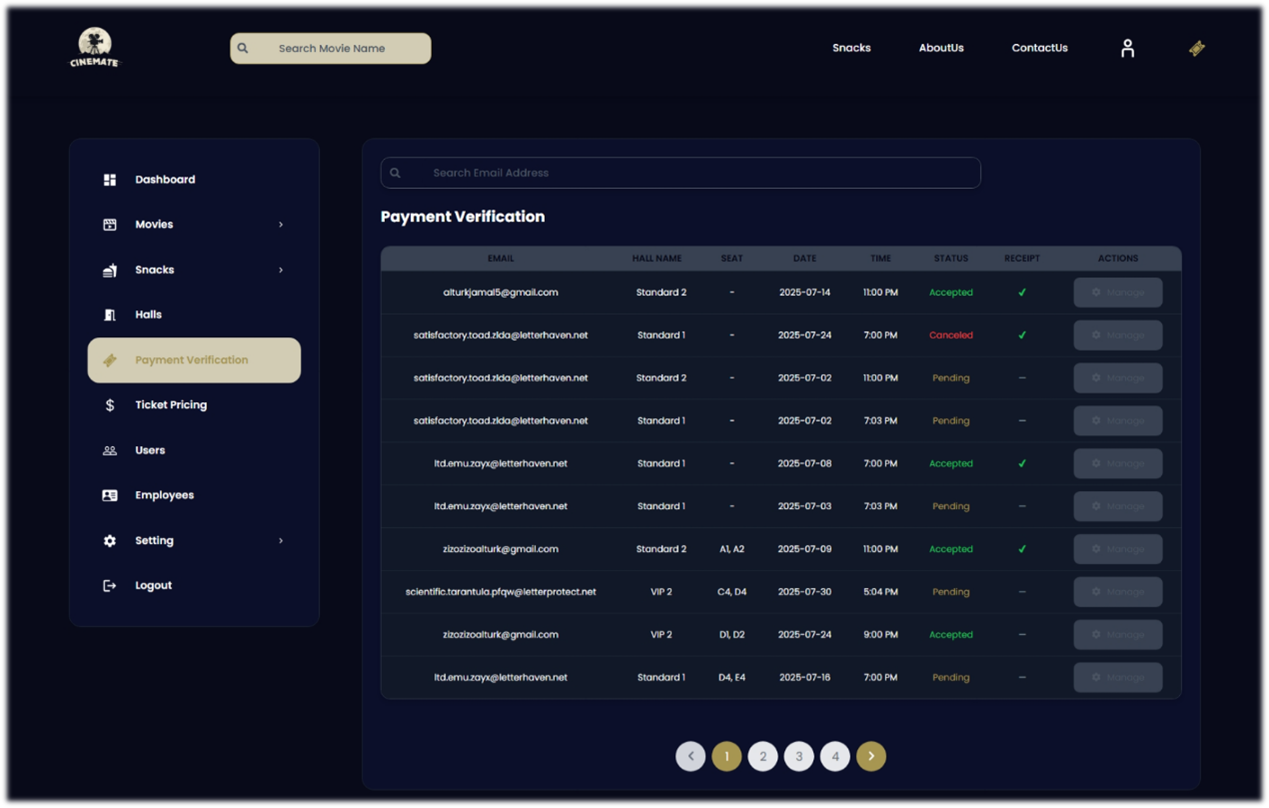 CINEMATE
Search Movie Name
Snacks
AboutUs
ContactUs
Dashboard
Movies
Snacks
Halls
Payment Verification
Ticket Pricing
Users
Employees
Setting
Logout
Search Email Address
Payment Verification
EMAIL HALL NAME SEAT DATE TIME STATUS RECEIPT ACTIONS
alturkjamal5@gmail.com Standard 2 - 2025-07-14 11:00 PM Accepted ✓ Manage
satisfactory.toad.zlda@letterhaven.net Standard 1 - 2025-07-24 7:00 PM Canceled ✓ Manage
satisfactory.toad.zlda@letterhaven.net Standard 2 - 2025-07-02 11:00 PM Pending — Manage
satisfactory.toad.zlda@letterhaven.net Standard 1 - 2025-07-02 7:03 PM Pending — Manage
ltd.emu.zayx@letterhaven.net Standard 1 - 2025-07-08 7:00 PM Accepted ✓ Manage
ltd.emu.zayx@letterhaven.net Standard 1 - 2025-07-03 7:03 PM Pending — Manage
zizozizoalturk@gmail.com Standard 2 A1, A2 2025-07-09 11:00 PM Accepted ✓ Manage
scientific.tarantula.pfqw@letterprotect.net VIP 2 C4, D4 2025-07-30 5:04 PM Pending — Manage
zizozizoalturk@gmail.com VIP 2 D1, D2 2025-07-24 9:00 PM Accepted — Manage
ltd.emu.zayx@letterhaven.net Standard 1 D4, E4 2025-07-16 7:00 PM Pending — Manage
1 2 3 4